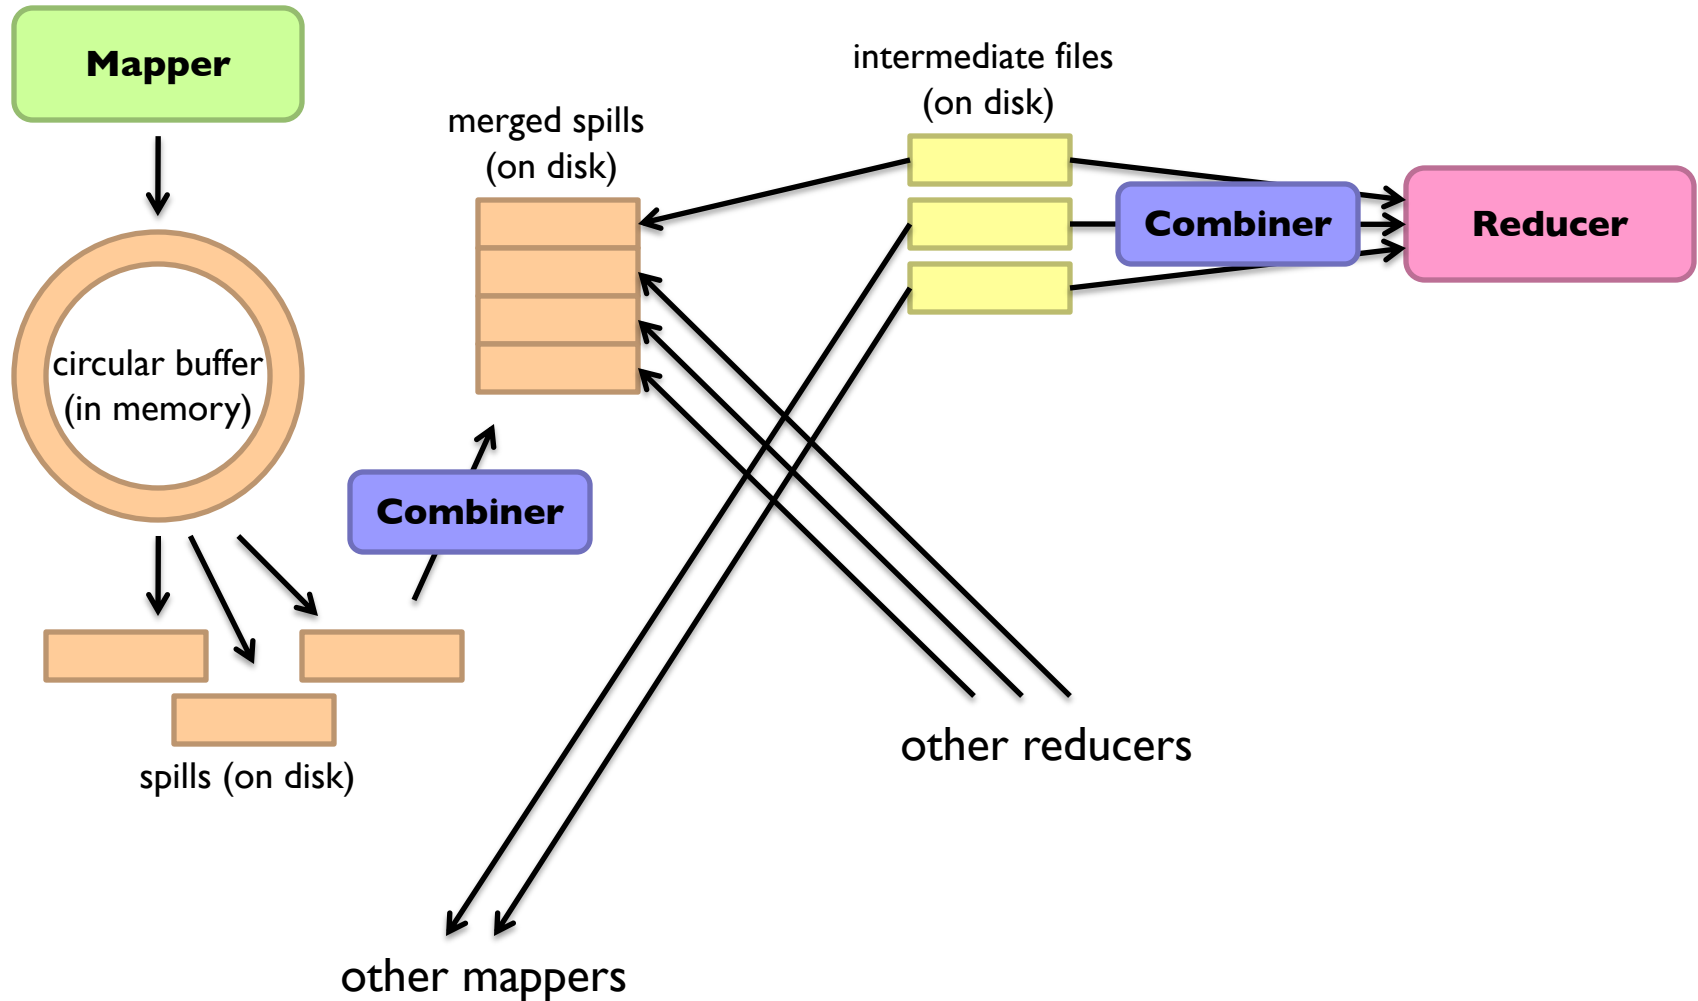 Mapper
intermediate files
(on disk)
merged spills
(on disk)
Combiner
Reducer
circular buffer
(in memory)
Combiner
other reducers
spills (on disk)
other mappers